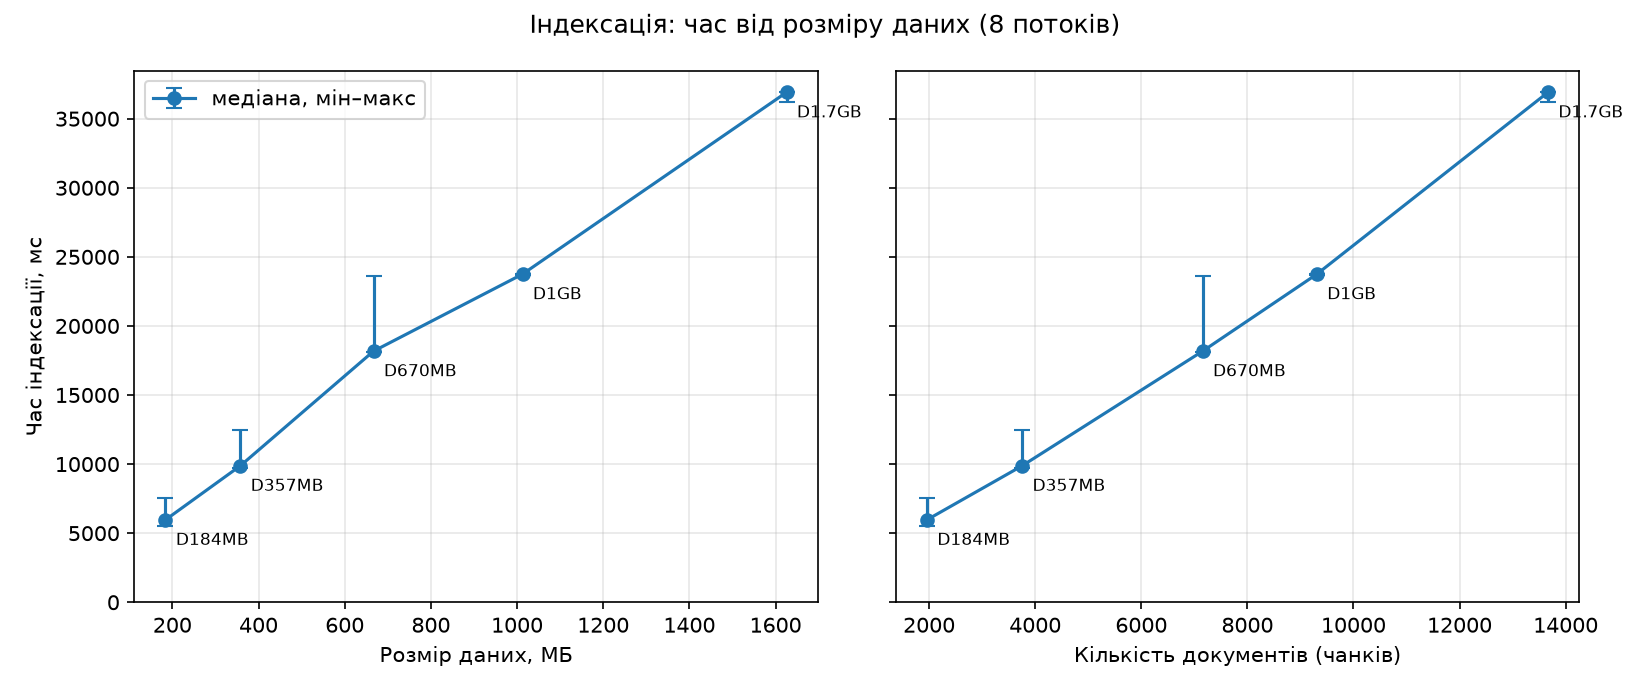 Індексація: час від розміру даних (8 потоків)
медіана, мін–макс
Час індексації, мс
35000
30000
25000
20000
15000
10000
5000
0
D184MB
D357MB
D670MB
D1GB
D1.7GB
200 400 600 800 1000 1200 1400 1600
Розмір даних, МБ
D184MB
D357MB
D670MB
D1GB
D1.7GB
2000 4000 6000 8000 10000 12000 14000
Кількість документів (чанків)